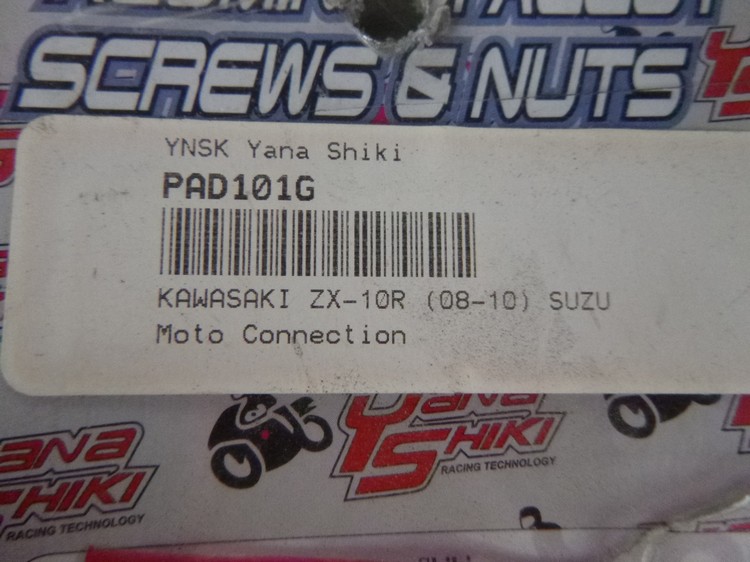 SCREWS & NUTS
YNSK Yana Shiki
PAD101G
KAWASAKI ZX-10R (08-10) SUZU
Moto Connection
YANA
SHIKI
RACING TECHNOLOGY
ANA
SHIKI
RACING TECHNOLOGY